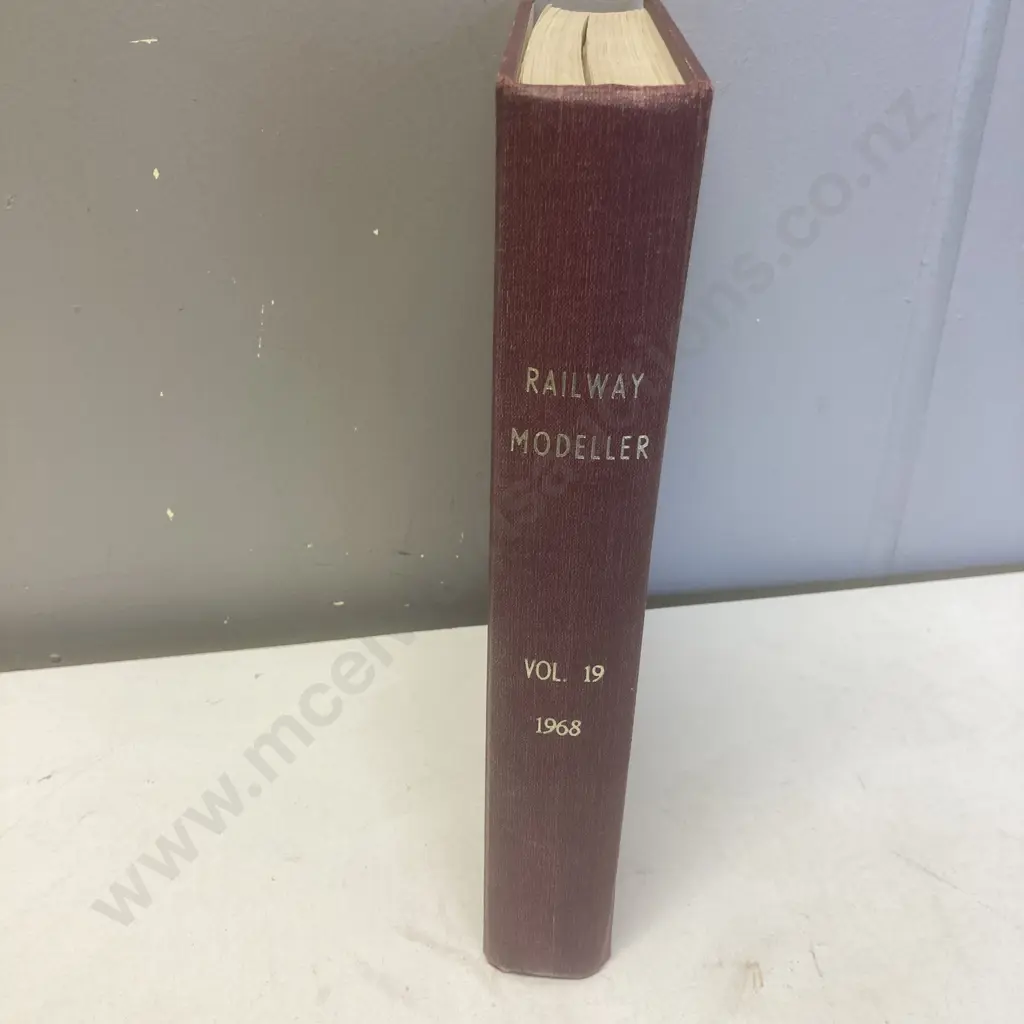 RAILWAY
MODELLER
VOL. 19
1968